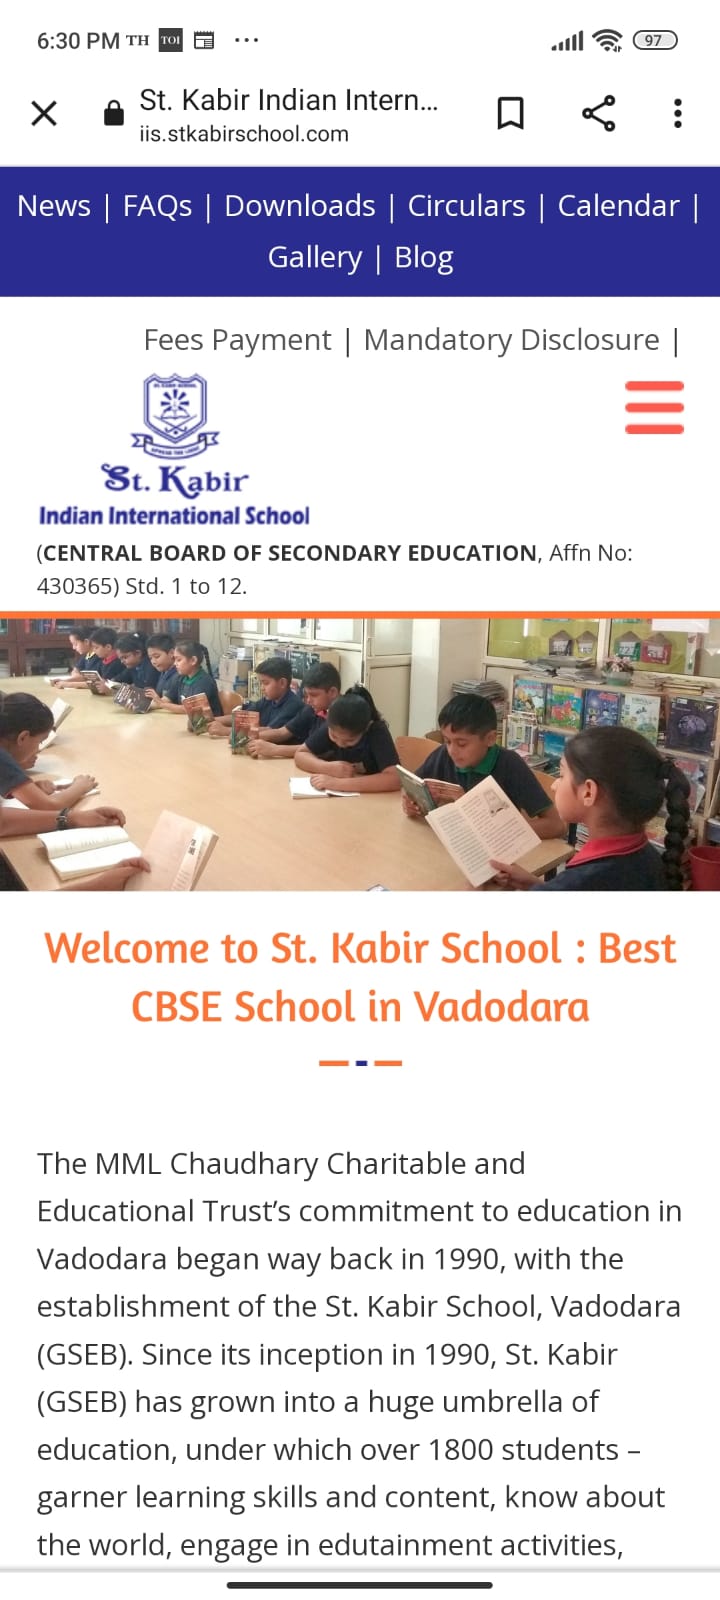 6:30 PM TH TOI ...
97
St. Kabir Indian Intern...
iis.stkabirschool.com
News | FAQs | Downloads | Circulars | Calendar |
Gallery | Blog
Fees Payment | Mandatory Disclosure |
St. Kabir
Indian International School
(CENTRAL BOARD OF SECONDARY EDUCATION, Affn No:
430365) Std. 1 to 12.
Welcome to St. Kabir School : Best
CBSE School in Vadodara
The MML Chaudhary Charitable and
Educational Trust’s commitment to education in
Vadodara began way back in 1990, with the
establishment of the St. Kabir School, Vadodara
(GSEB). Since its inception in 1990, St. Kabir
(GSEB) has grown into a huge umbrella of
education, under which over 1800 students –
garner learning skills and content, know about
the world, engage in edutainment activities,